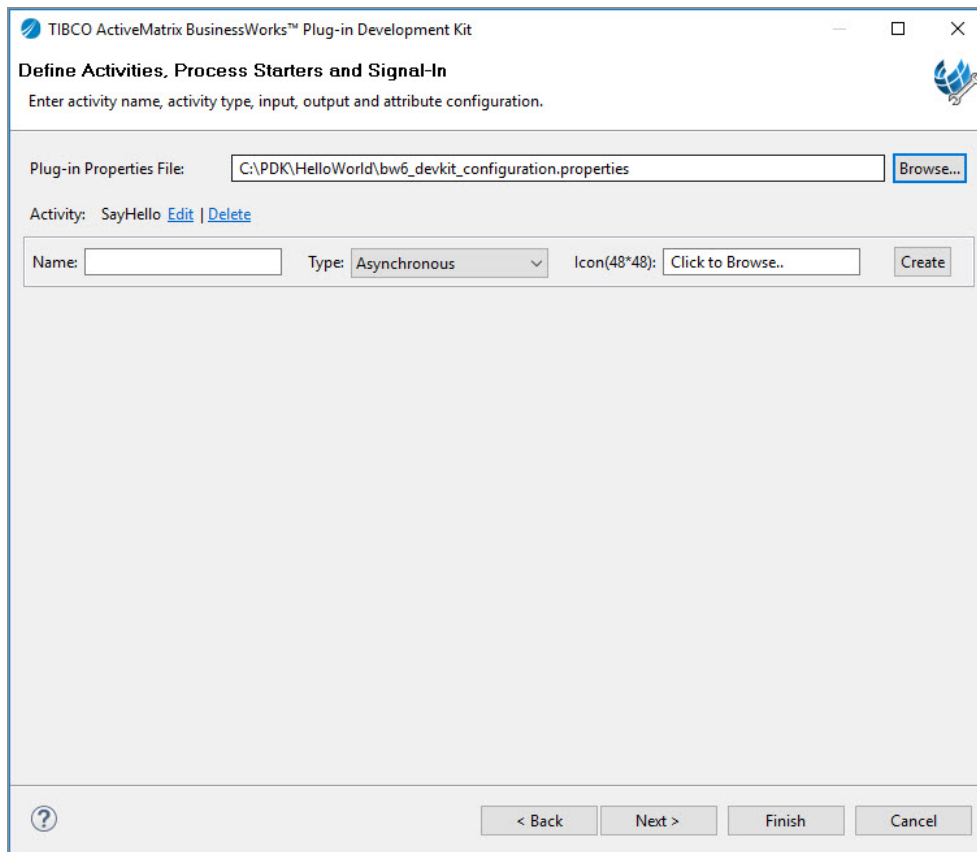 TIBCO ActiveMatrix BusinessWorks™ Plug-in Development Kit
Define Activities, Process Starters and Signal-In
Enter activity name, activity type, input, output and attribute configuration.
Plug-in Properties File: C:\PDK\HelloWorld\bw6_devkit_configuration.properties Browse...
Activity: SayHello Edit | Delete
Name: Type: Asynchronous Icon(48*48): Click to Browse.. Create
? < Back Next > Finish Cancel